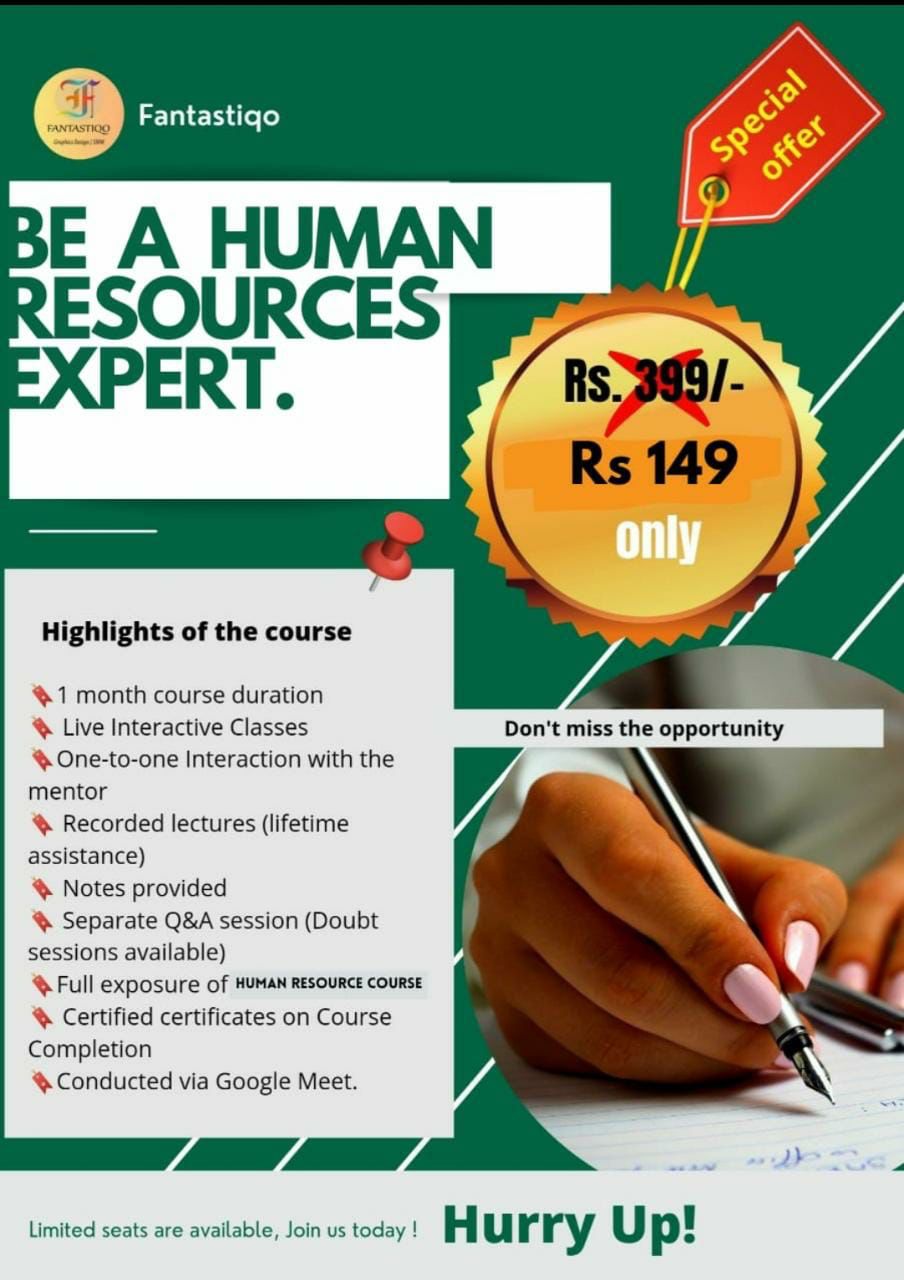 FANTASTIQO
Graphics Design | SMM
Fantastiqo
Special
offer
BE A HUMAN
RESOURCES
EXPERT.
Rs. 399/-
Rs 149
only
Highlights of the course
1 month course duration
Live Interactive Classes
One-to-one Interaction with the
mentor
Recorded lectures (lifetime
assistance)
Notes provided
Separate Q&A session (Doubt
sessions available)
Full exposure of HUMAN RESOURCE COURSE
Certified certificates on Course
Completion
Conducted via Google Meet.
Don't miss the opportunity
Limited seats are available, Join us today !
Hurry Up!